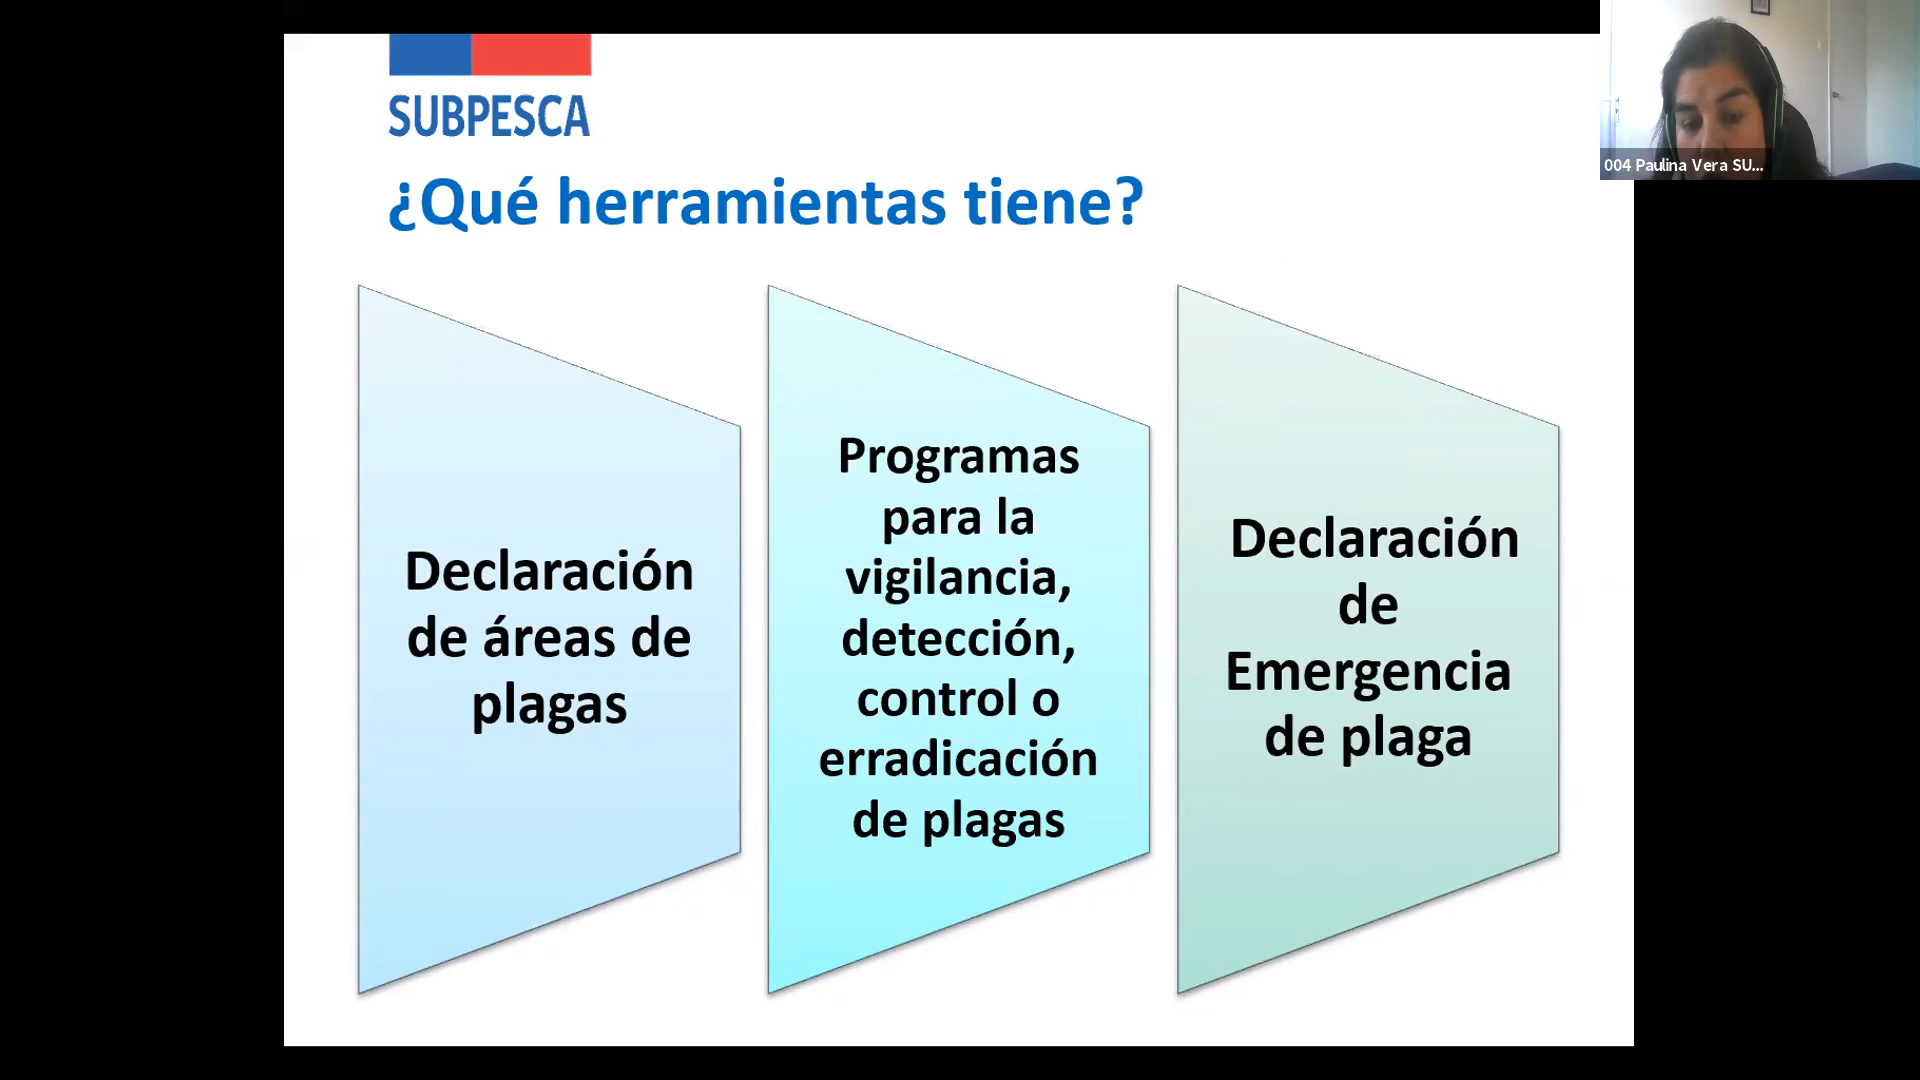 SUBPESCA
¿Qué herramientas tiene?
Declaración
de áreas de
plagas
Programas
para la
vigilancia,
detección,
control o
erradicación
de plagas
Declaración
de
Emergencia
de plaga
004 Paulina Vera SU...